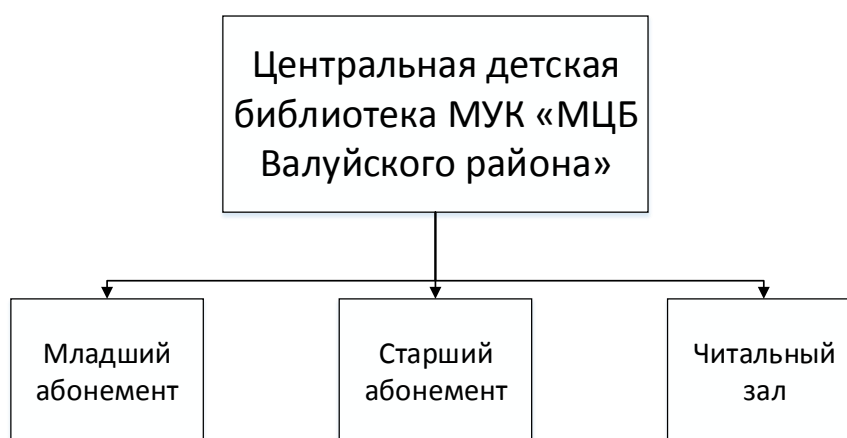 Центральная детская
библиотека МУК «МЦБ
Валуйского района»
Младший
абонемент
Старший
абонемент
Читальный
зал